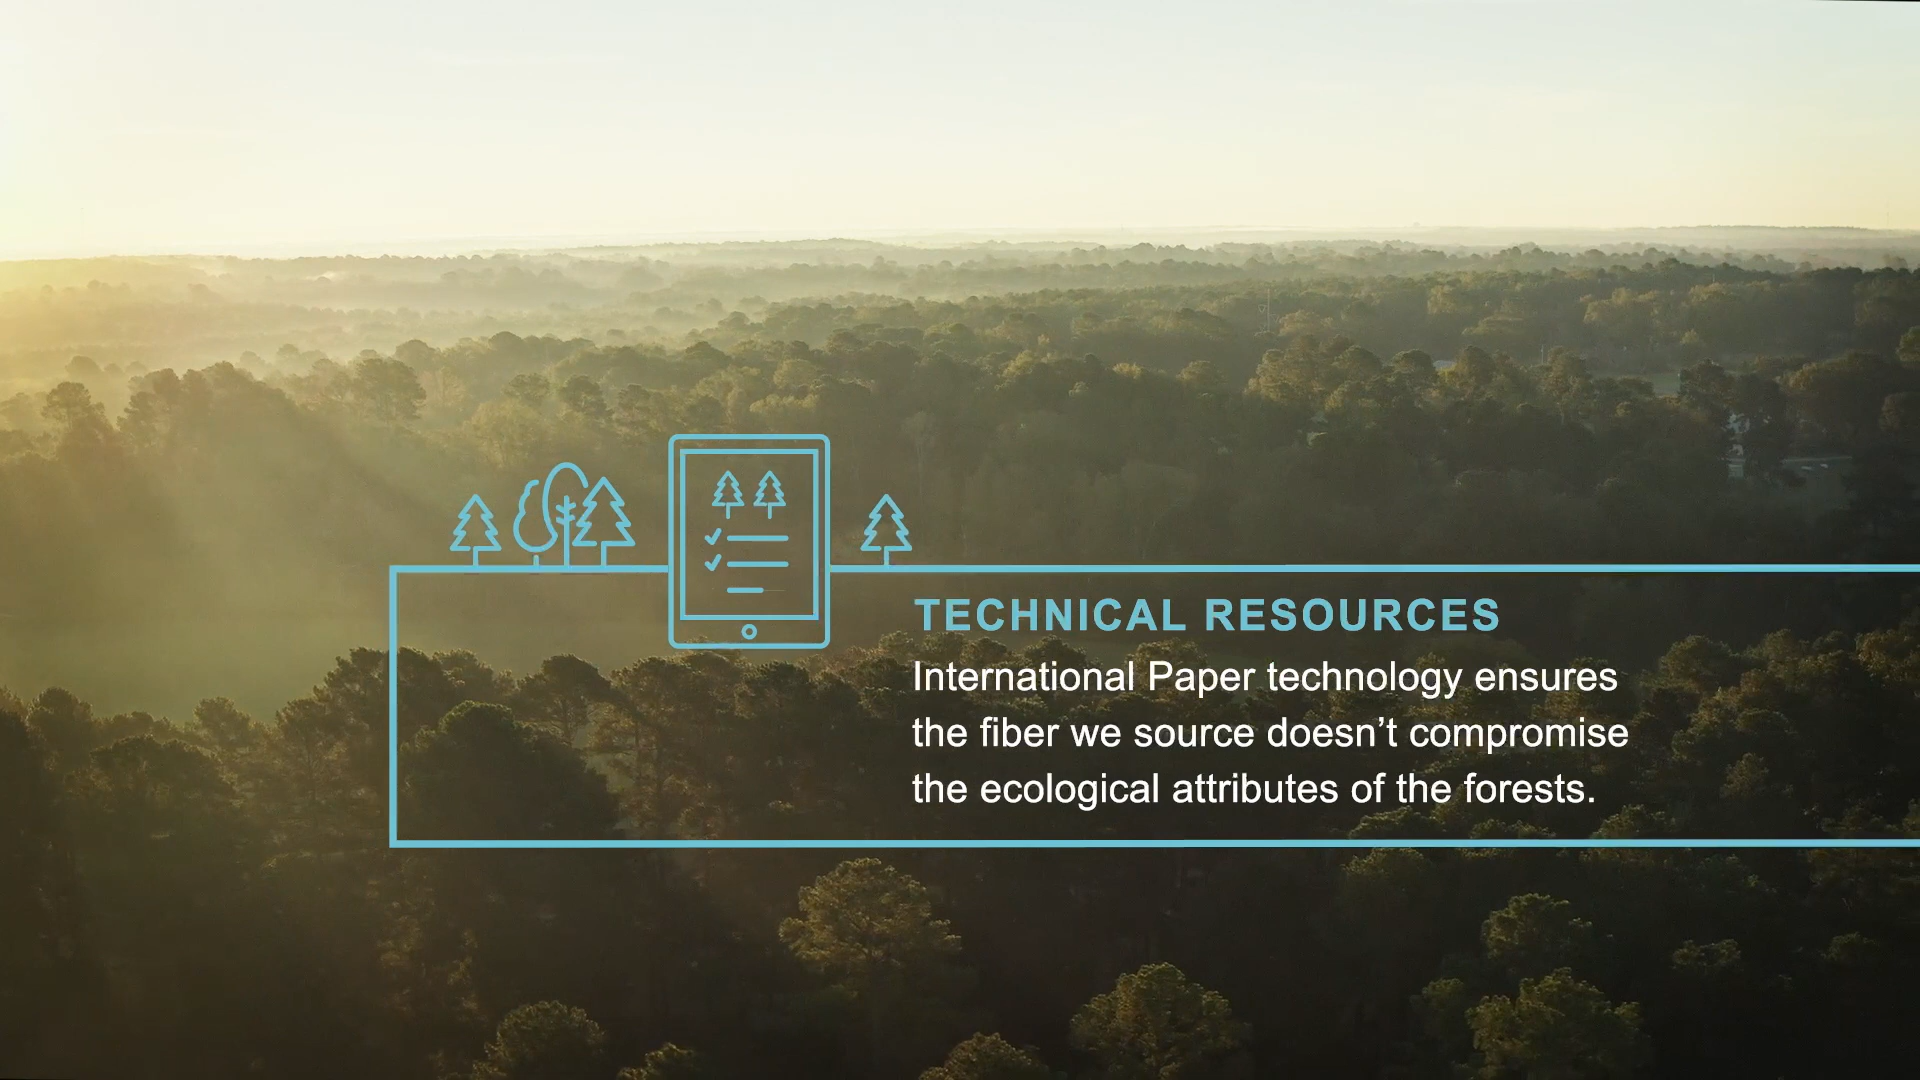 TECHNICAL RESOURCES
International Paper technology ensures
the fiber we source doesn’t compromise
the ecological attributes of the forests.